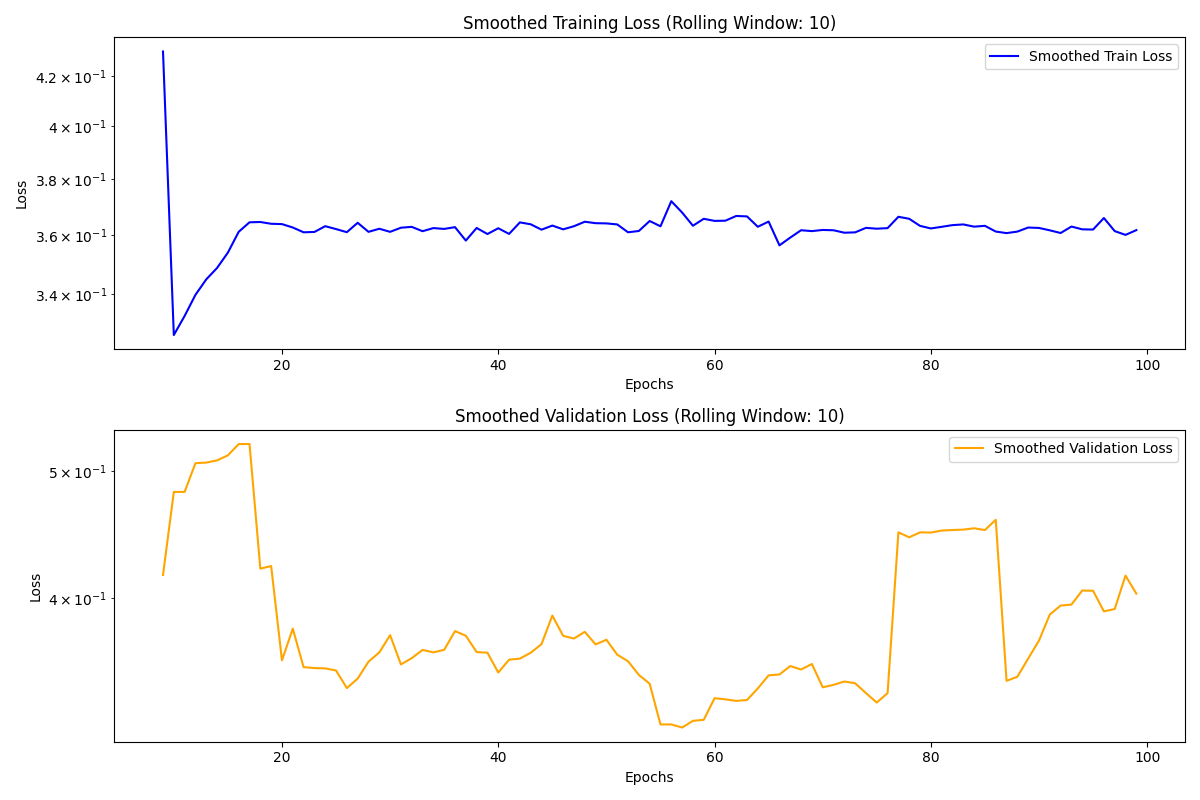 Smoothed Training Loss (Rolling Window: 10)
Smoothed Train Loss
4.2 × 10⁻¹
4 × 10⁻¹
3.8 × 10⁻¹
3.6 × 10⁻¹
3.4 × 10⁻¹
Loss
20 40 60 80 100
Epochs
Smoothed Validation Loss (Rolling Window: 10)
Smoothed Validation Loss
5 × 10⁻¹
4 × 10⁻¹
Loss
20 40 60 80 100
Epochs